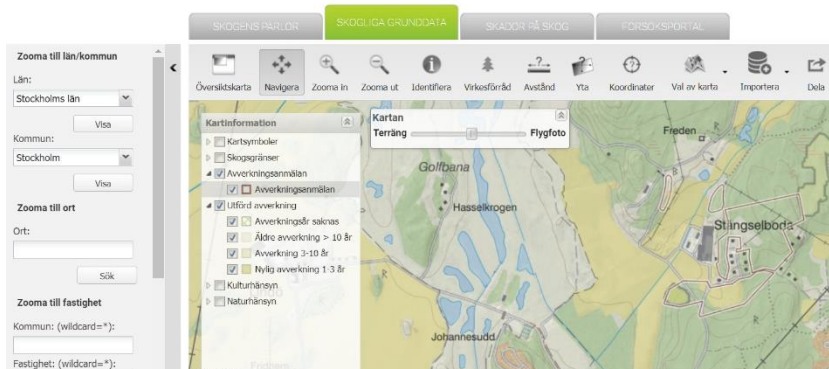 SKOGENS PÄRLOR
SKOGLIGA GRUNDDATA
SKADOR PÅ SKOG
FÖRSÖKSPORTAL
Zooma till län/kommun
Län:
Stockholms län
Visa
Kommun:
Stockholm
Visa
Zooma till ort
Ort:
Sök
Zooma till fastighet
Kommun: (wildcard=*):
Fastighet: (wildcard=*):
Översiktskarta
Navigera
Zooma in
Zooma ut
Identifiera
Virkesförråd
Avstånd
Yta
Koordinater
Val av karta
Importera
Dela
Kartinformation
Kartsymboler
Skogsgränser
Avverkningsanmälan
Avverkningsanmälan
Utförd avverkning
Avverkningsår saknas
Äldre avverkning > 10 år
Avverkning 3-10 år
Nylig avverkning 1-3 år
Kulturhänsyn
Naturhänsyn
Kartan
Terräng
Flygfoto
Golfbana
Hasselkrogen
Freden
Stängselboda
Johannesudd